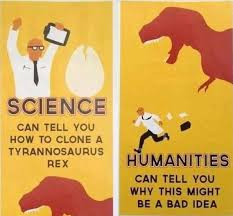 SCIENCE
CAN TELL YOU
HOW TO CLONE A
TYRANNOSAURUS
REX
HUMANITIES
CAN TELL YOU
WHY THIS MIGHT
BE A BAD IDEA